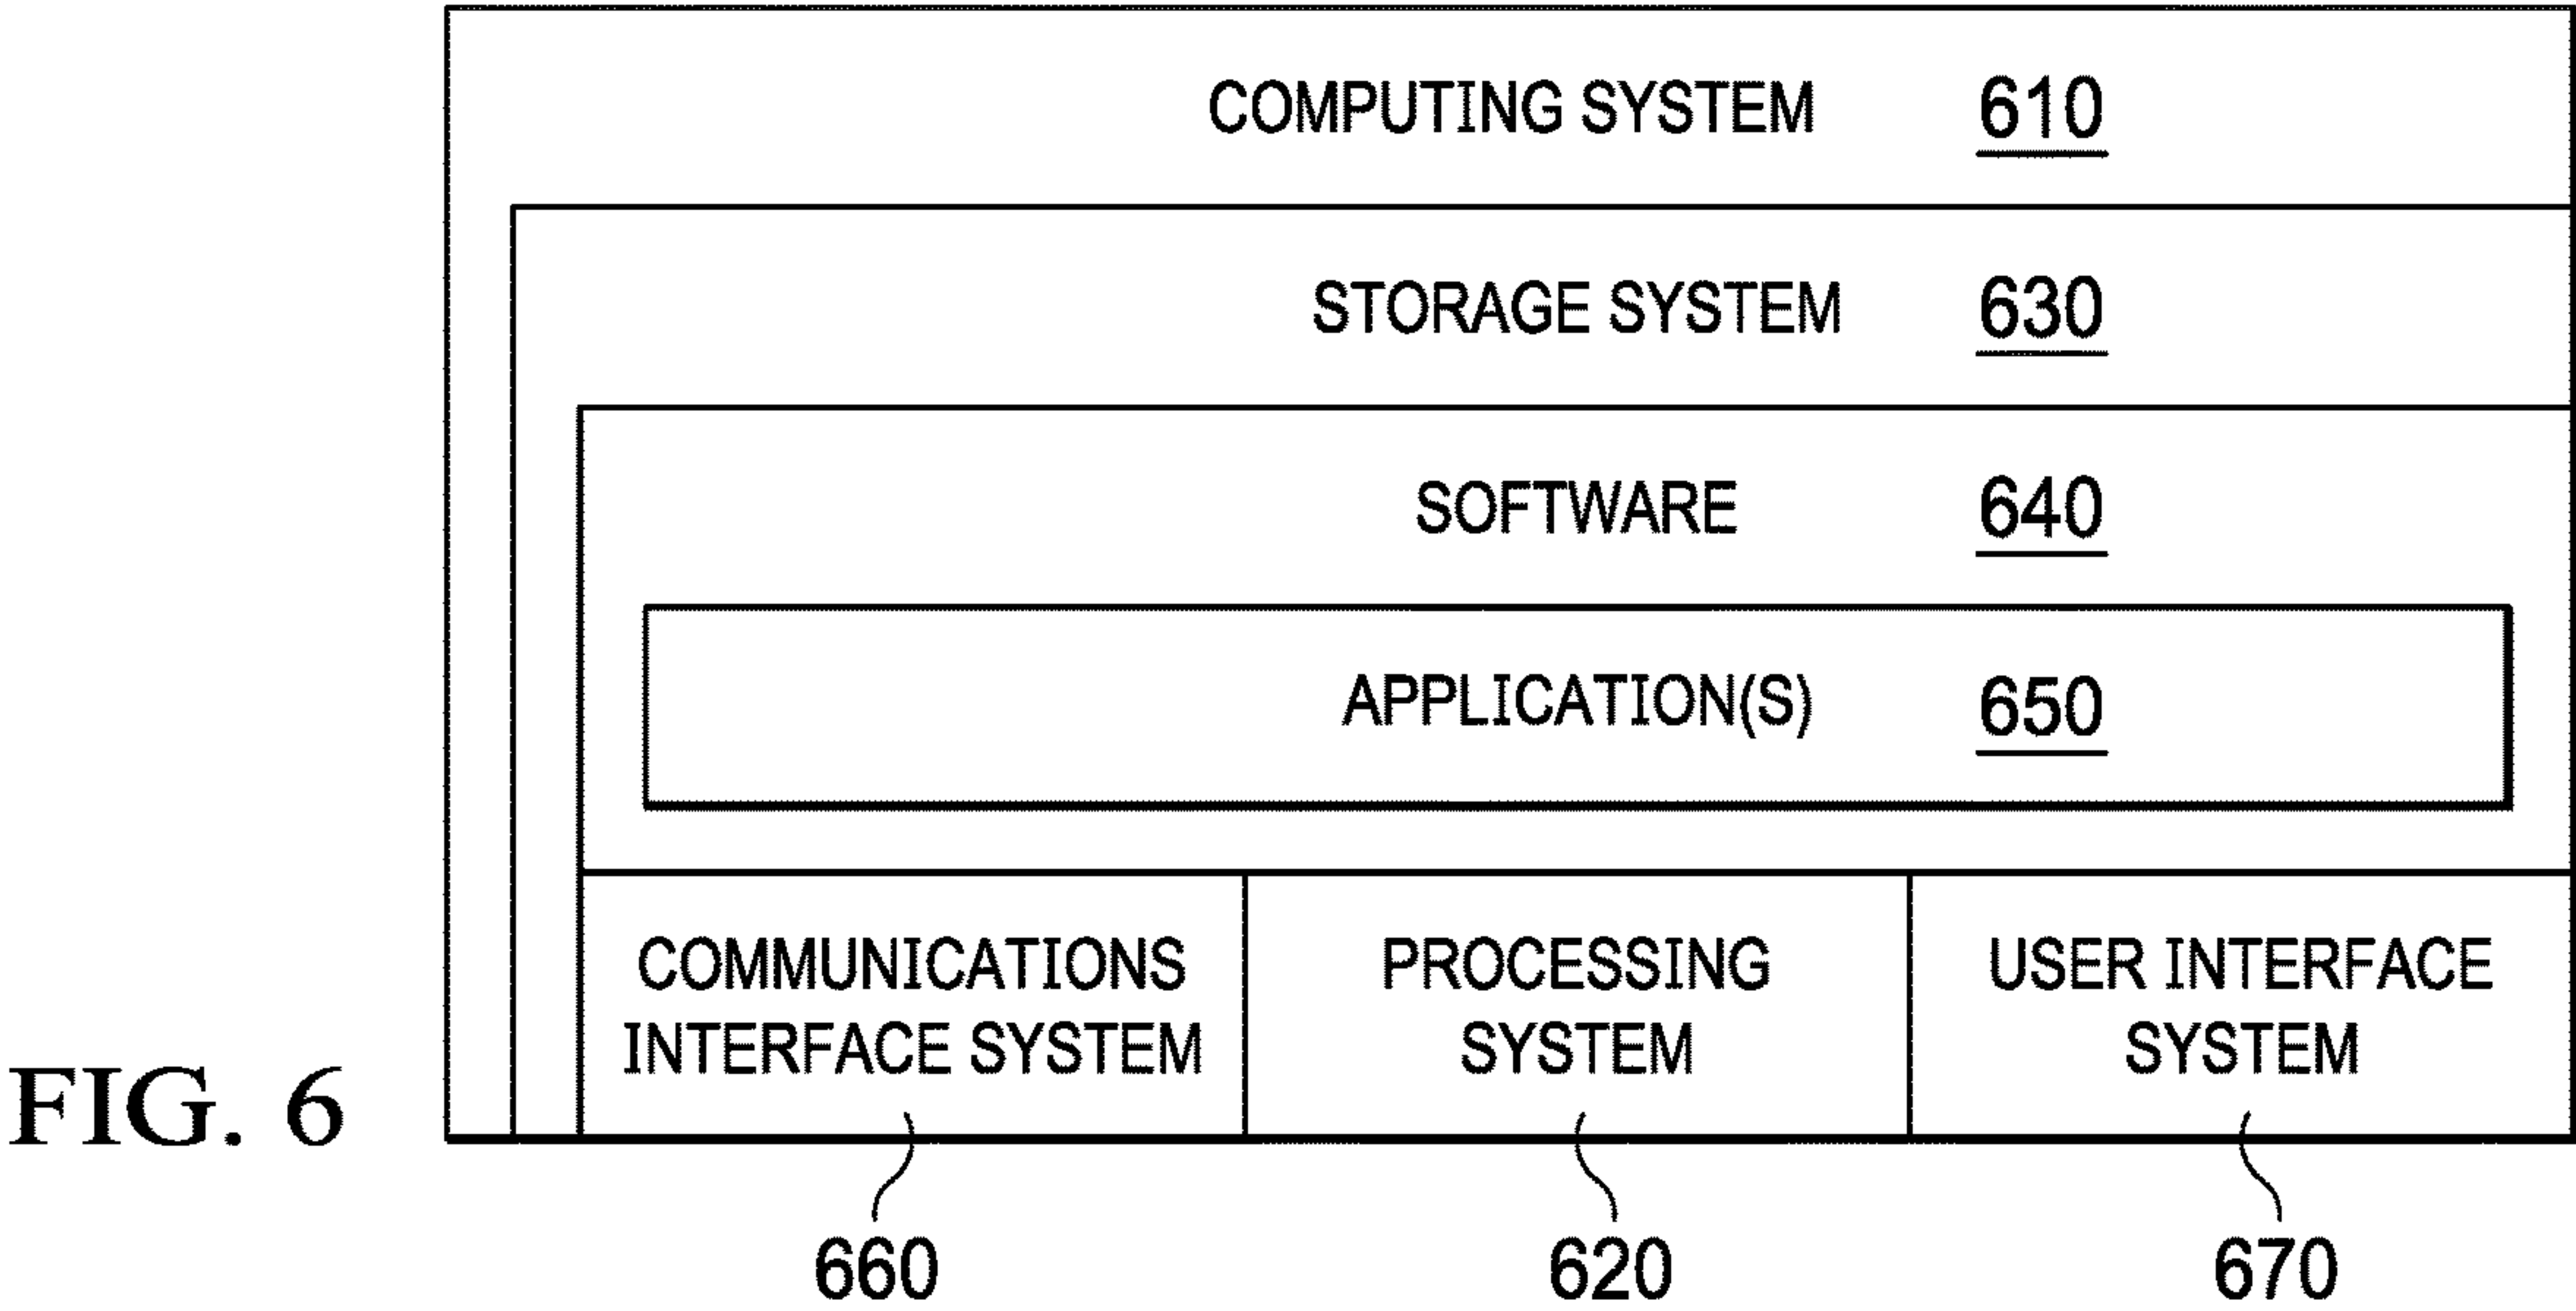 COMPUTING SYSTEM 610
STORAGE SYSTEM 630
SOFTWARE 640
APPLICATION(S) 650
COMMUNICATIONS
INTERFACE SYSTEM
PROCESSING
SYSTEM
USER INTERFACE
SYSTEM
FIG. 6
660
620
670